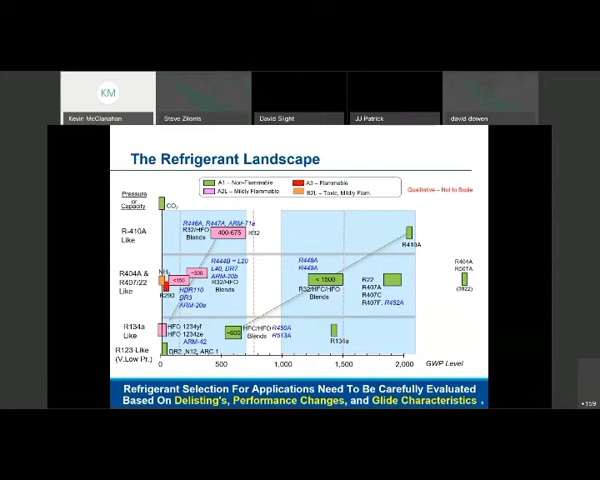 KM
Kevin McClanahan
Steve Zilonis
David Slight
JJ Patrick
david dowen
The Refrigerant Landscape
Pressure
or
Capacity
A1 – Non-Flammable
A3 – Flammable
A2L – Mildly Flammable
B2L – Toxic, Mildly Flam.
Qualitative – Not to Scale
CO₂
R-410A
Like
R446A, R447A, ARM-71a
R32/HFO
Blends
400-675
R32
R410A
R404A &
R407/22
Like
NH₃
R290
<150
~300
R444B – L20
L40, DR7
ARM-20b
R32/HFO
Blends
HDR110
DR3
ARM-20a
R448A
R449A
< 1500
R32/HFC/HFO
Blends
R22
R407A
R407C
R407F, R452A
R404A
R507A
(3922)
R134a
Like
HFO 1234yf
HFO 1234ze
ARM-42
~600
HFC/HFO
Blends
R450A
R513A
R134a
R123-Like
(V.Low Pr.)
DR2, N12, ARC 1
0
500
1,000
1,500
2,000
GWP Level
Refrigerant Selection For Applications Need To Be Carefully Evaluated
Based On Delisting's, Performance Changes, and Glide Characteristics .
+159